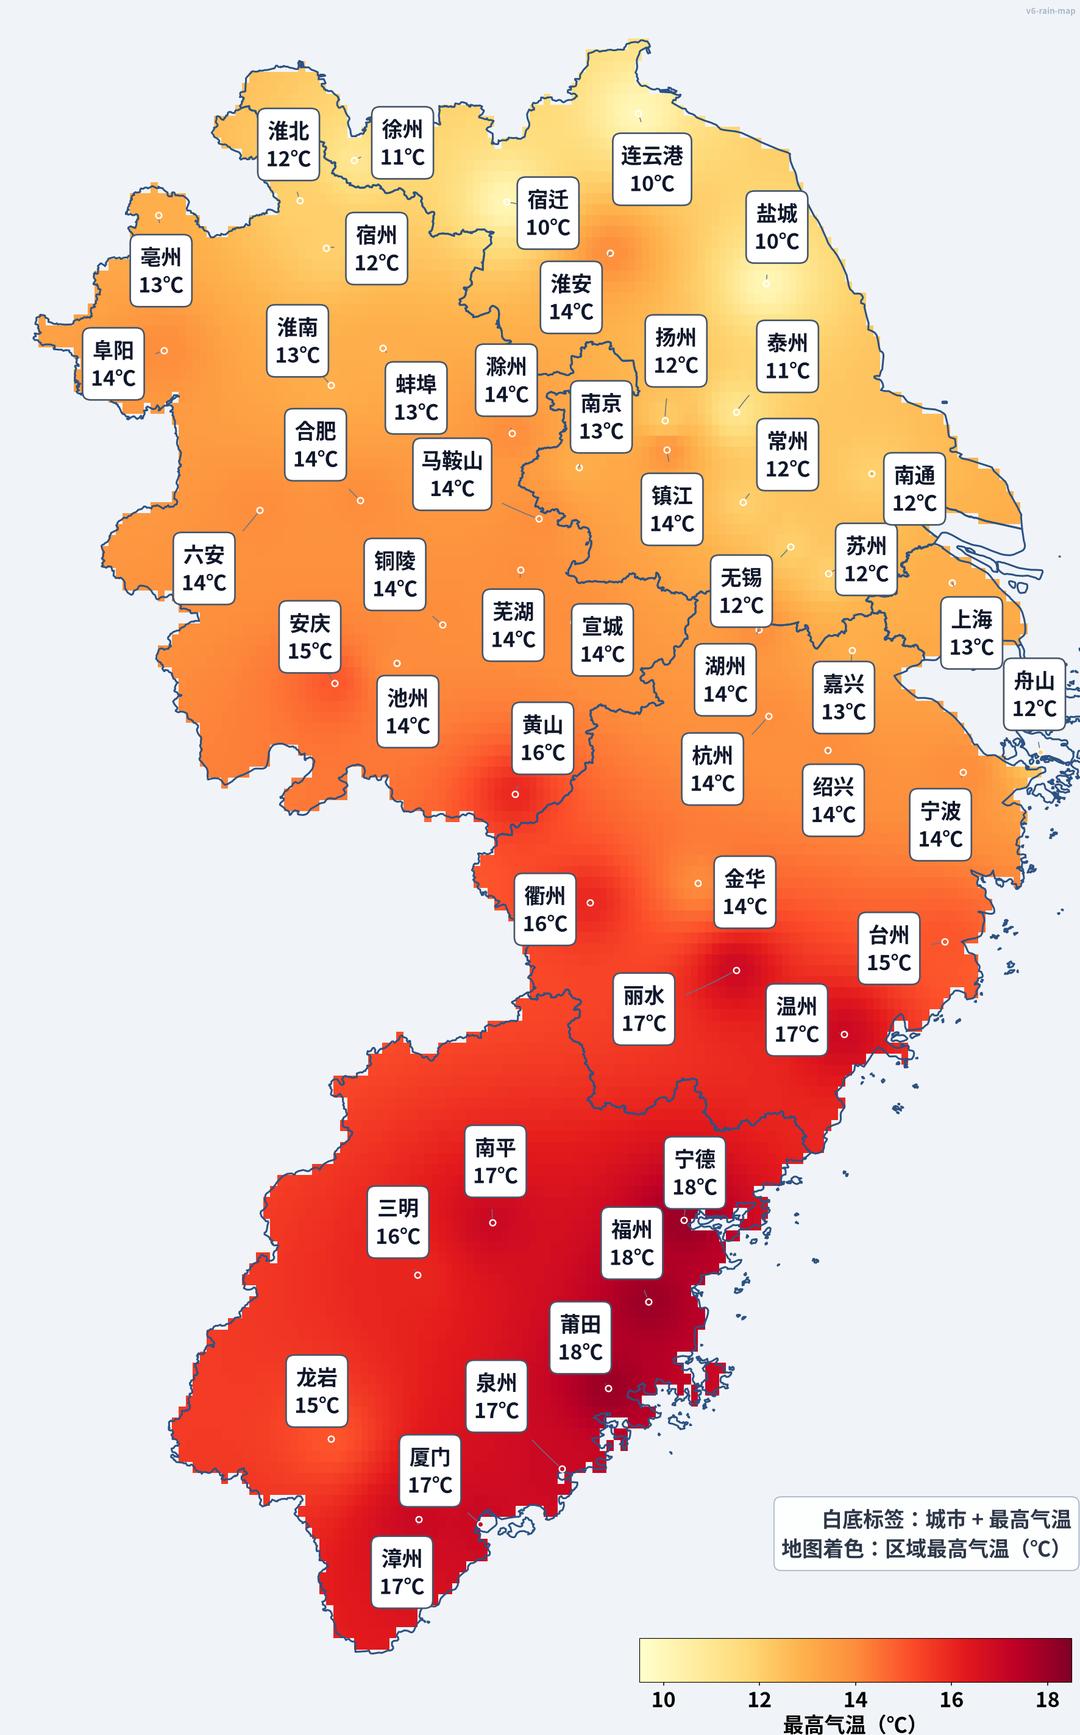 v6-rain-map
淮北
12℃
徐州
11℃
连云港
10℃
宿迁
10℃
盐城
10℃
宿州
12℃
亳州
13℃
淮安
14℃
淮南
13℃
扬州
12℃
泰州
11℃
阜阳
14℃
滁州
14℃
蚌埠
13℃
南京
13℃
合肥
14℃
常州
12℃
马鞍山
14℃
南通
12℃
镇江
14℃
六安
14℃
铜陵
14℃
无锡
12℃
苏州
12℃
安庆
15℃
芜湖
14℃
宣城
14℃
上海
13℃
湖州
14℃
嘉兴
13℃
舟山
12℃
池州
14℃
黄山
16℃
杭州
14℃
绍兴
14℃
宁波
14℃
衢州
16℃
金华
14℃
台州
15℃
丽水
17℃
温州
17℃
南平
17℃
宁德
18℃
三明
16℃
福州
18℃
莆田
18℃
龙岩
15℃
泉州
17℃
厦门
17℃
漳州
17℃
白底标签：城市 + 最高气温
地图着色：区域最高气温（℃）
10 12 14 16 18
最高气温（℃）